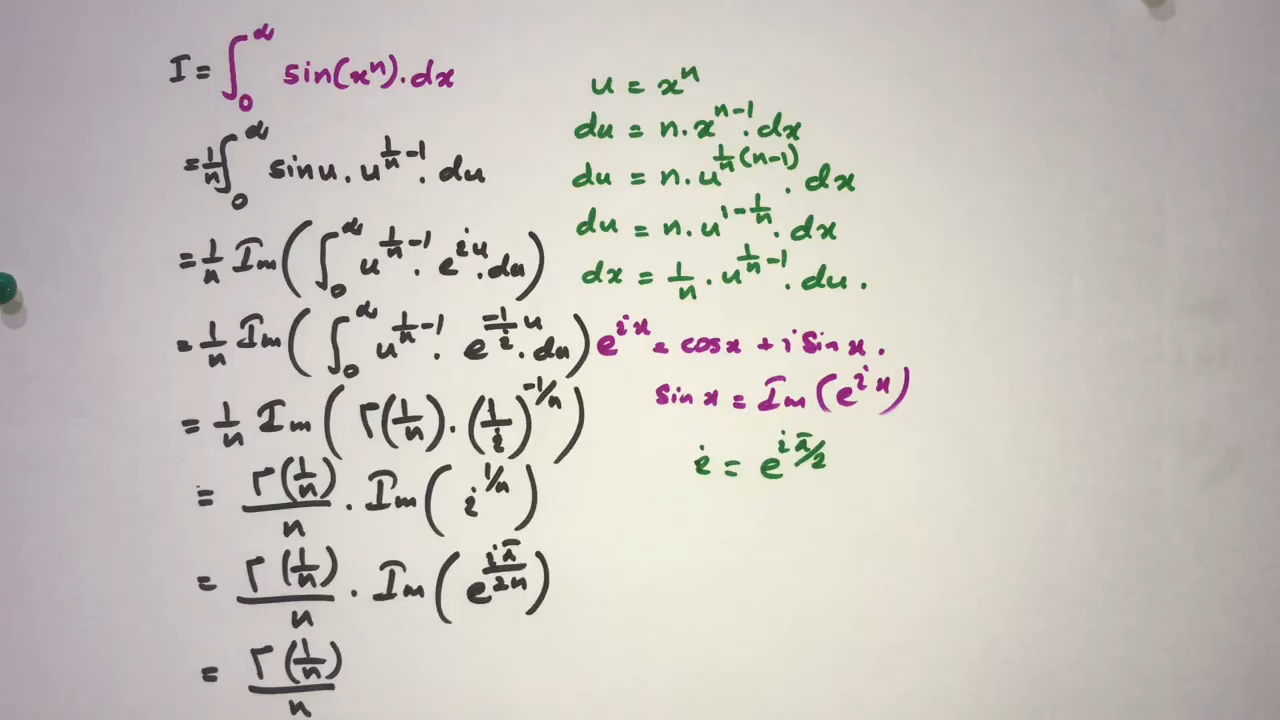 I = ∫₀^∞ sin(xⁿ).dx
= 1/n ∫₀^∞ sin u . u^(1/n - 1) . du
= 1/n Im( ∫₀^∞ u^(1/n - 1) . e^(iu) . du )
= 1/n Im( ∫₀^∞ u^(1/n - 1) . e^(-1/i u) . du )
= 1/n Im( Γ(1/n) . (1/i)^(-1/n) )
= Γ(1/n)/n . Im( i^(1/n) )
= Γ(1/n)/n . Im( e^(iπ/2n) )
= Γ(1/n)/n
u = xⁿ
du = n . x^(n-1) . dx
du = n . u^(1/n (n-1)) . dx
du = n . u^(1 - 1/n) . dx
dx = 1/n . u^(1/n - 1) . du .
e^(ix) = cos x + i sin x .
sin x = Im( e^(ix) )
i = e^(iπ/2)